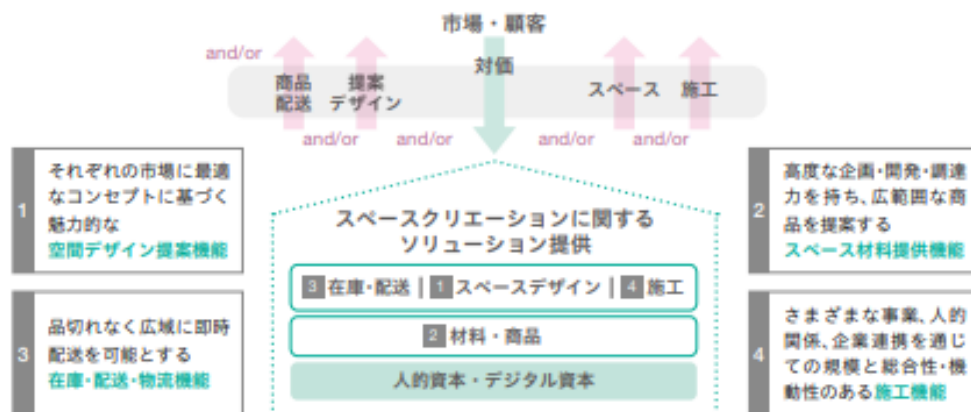 市場・顧客
and/or
対価
商品
配送
提案
デザイン
スペース
施工
and/or
and/or
and/or
and/or
1
それぞれの市場に最適
なコンセプトに基づく
魅力的な
空間デザイン提案機能
2
高度な企画・開発・調達
力を持ち、広範囲な商
品を提案する
スペース材料提供機能
スペースクリエーションに関する
ソリューション提供
3 在庫・配送 | 1 スペースデザイン | 4 施工
2 材料・商品
人的資本・デジタル資本
3
品切れなく広域に即時
配送を可能とする
在庫・配送・物流機能
4
さまざまな事業、人的
関係、企業連携を通じ
ての規模と総合性・機
動性のある施工機能